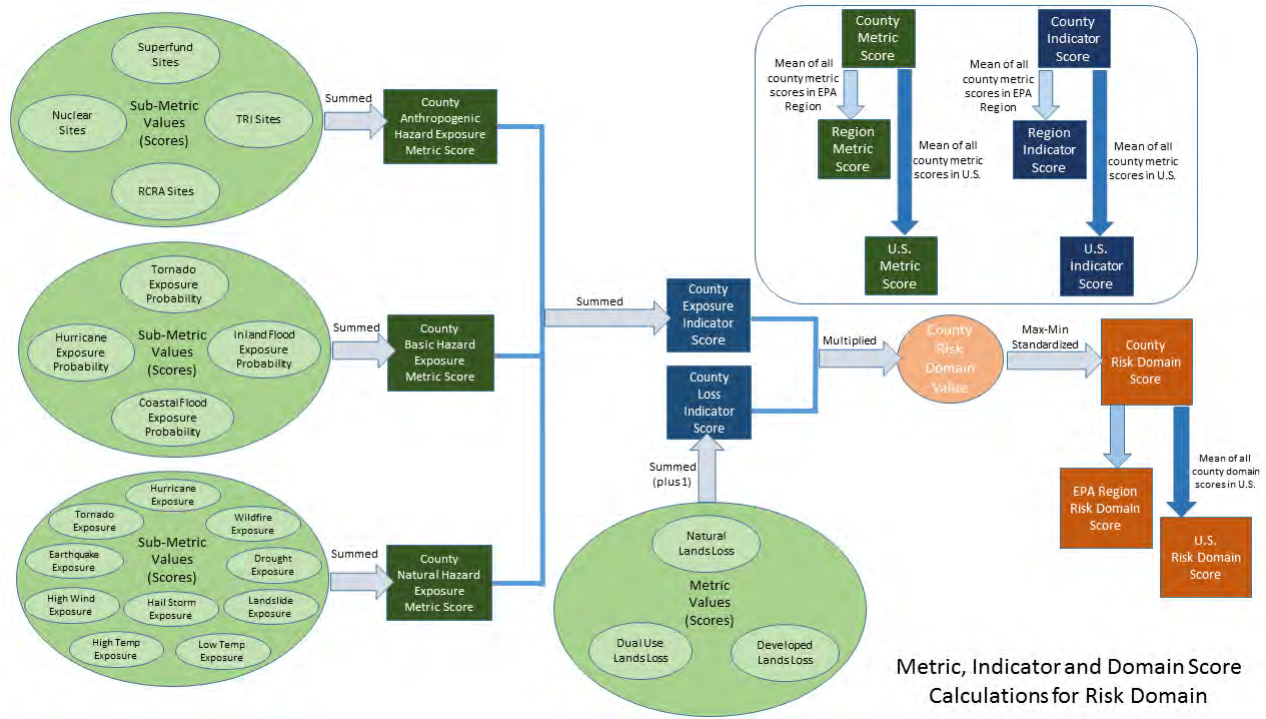 Superfund
Sites
Nuclear
Sites
Sub-Metric
Values
(Scores)
TRI Sites
RCRA Sites
Summed
County
Anthropogenic
Hazard Exposure
Metric Score
Tornado
Exposure
Probability
Hurricane
Exposure
Probability
Sub-Metric
Values
(Scores)
Inland Flood
Exposure
Probability
Coastal Flood
Exposure
Probability
Summed
County
Basic Hazard
Exposure
Metric Score
Hurricane
Exposure
Tornado
Exposure
Wildfire
Exposure
Sub-Metric
Values
(Scores)
Earthquake
Exposure
Drought
Exposure
High Wind
Exposure
Hail Storm
Exposure
Landslide
Exposure
High Temp
Exposure
Low Temp
Exposure
Summed
County
Natural Hazard
Exposure
Metric Score
Summed
County
Exposure
Indicator
Score
County
Loss
Indicator
Score
Summed
(plus 1)
Natural
Lands Loss
Metric
Values
(Scores)
Dual Use
Lands Loss
Developed
Lands Loss
Multiplied
County
Risk
Domain
Value
Max-Min
Standardized
County
Risk Domain
Score
Mean of all
county domain
scores in U.S.
EPA Region
Risk Domain
Score
U.S.
Risk Domain
Score
County
Metric
Score
Mean of all
county metric
scores in EPA
Region
Region
Metric
Score
Mean of all
county metric
scores in U.S.
U.S.
Metric
Score
County
Indicator
Score
Mean of all
county metric
scores in EPA
Region
Region
Indicator
Score
Mean of all
county metric
scores in U.S.
U.S.
Indicator
Score
Metric, Indicator and Domain Score
Calculations for Risk Domain